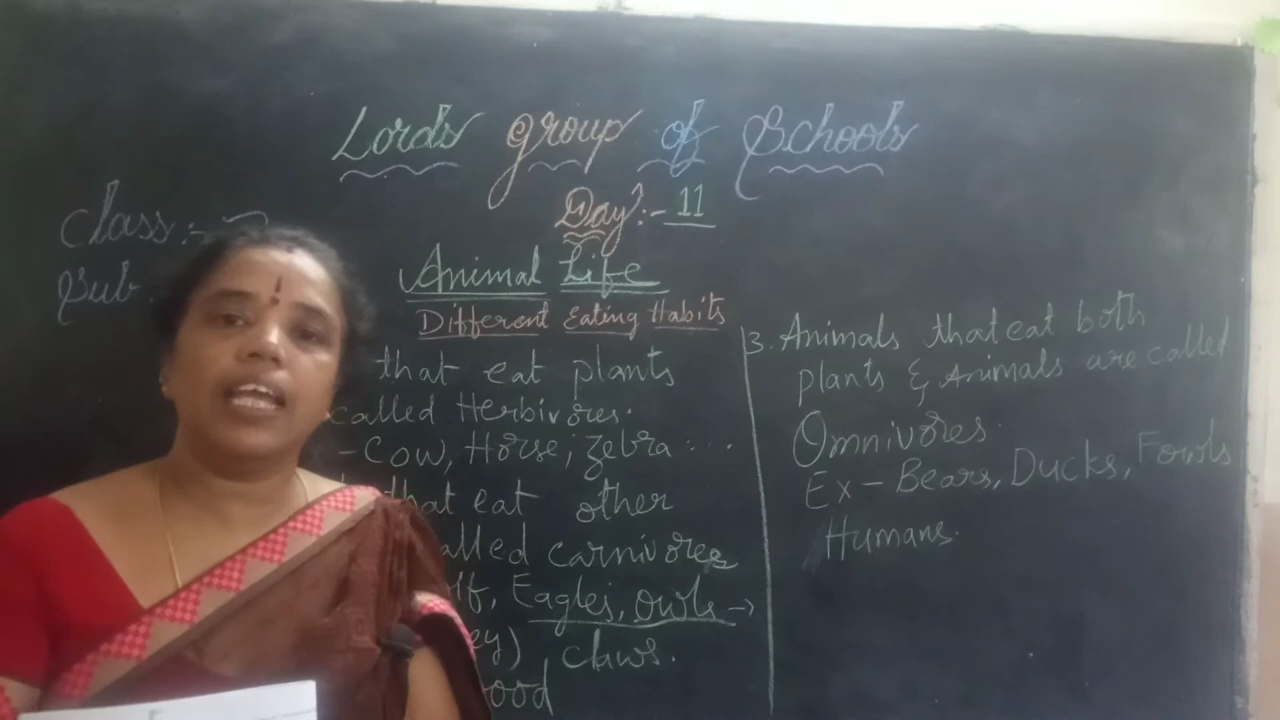 Lords group of Schools
Day:- 11
Class:-
Sub
Animal Life
Different Eating Habits
that eat plants
called Herbivores.
- Cow, Horse, Zebra ....
that eat other
called carnivores
Eagles, owls →
claws.
3. Animals that eat both
plants & Animals are called
Omnivores.
Ex - Bears, Ducks, Fowls
Humans.